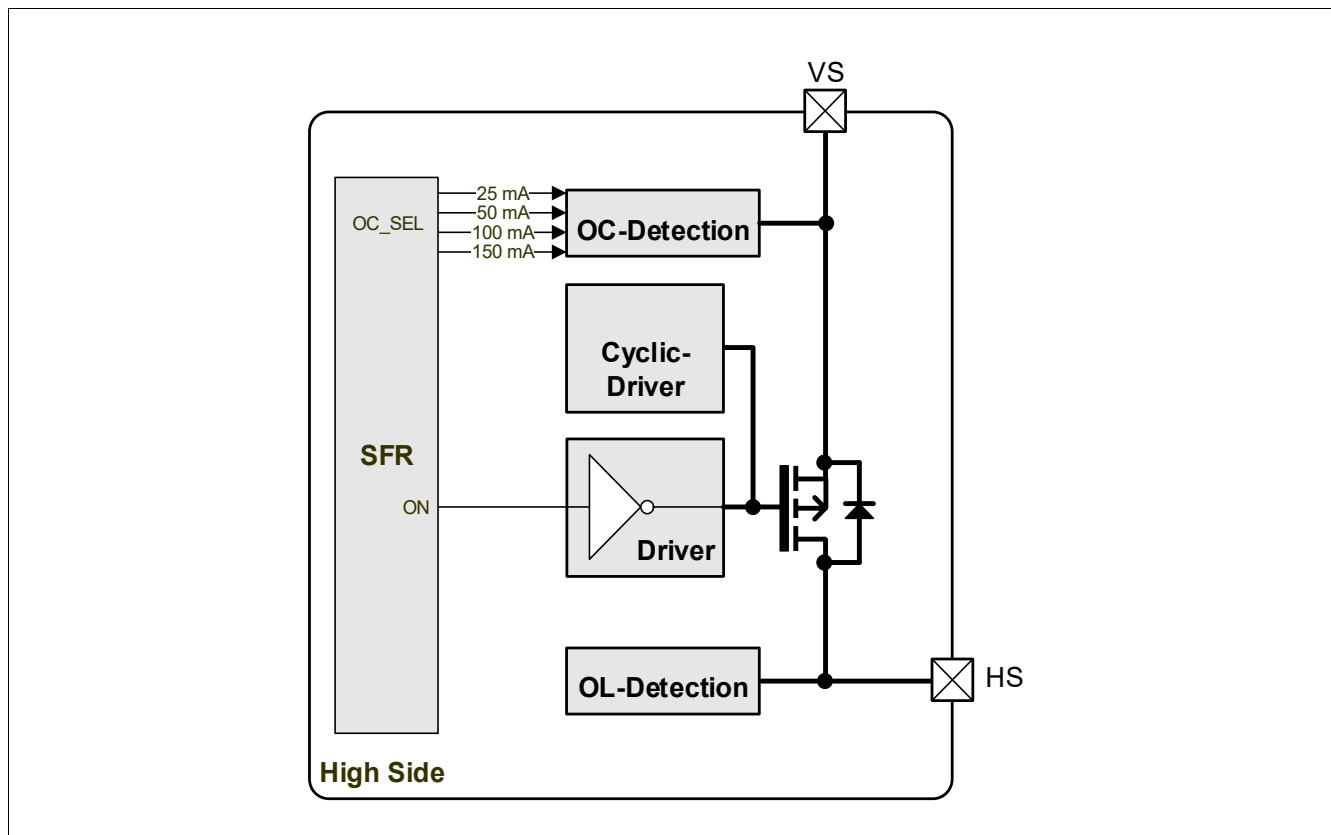 VS
25 mA
50 mA
OC_SEL
100 mA
150 mA
OC-Detection
Cyclic-
Driver
SFR
ON
Driver
OL-Detection
HS
High Side